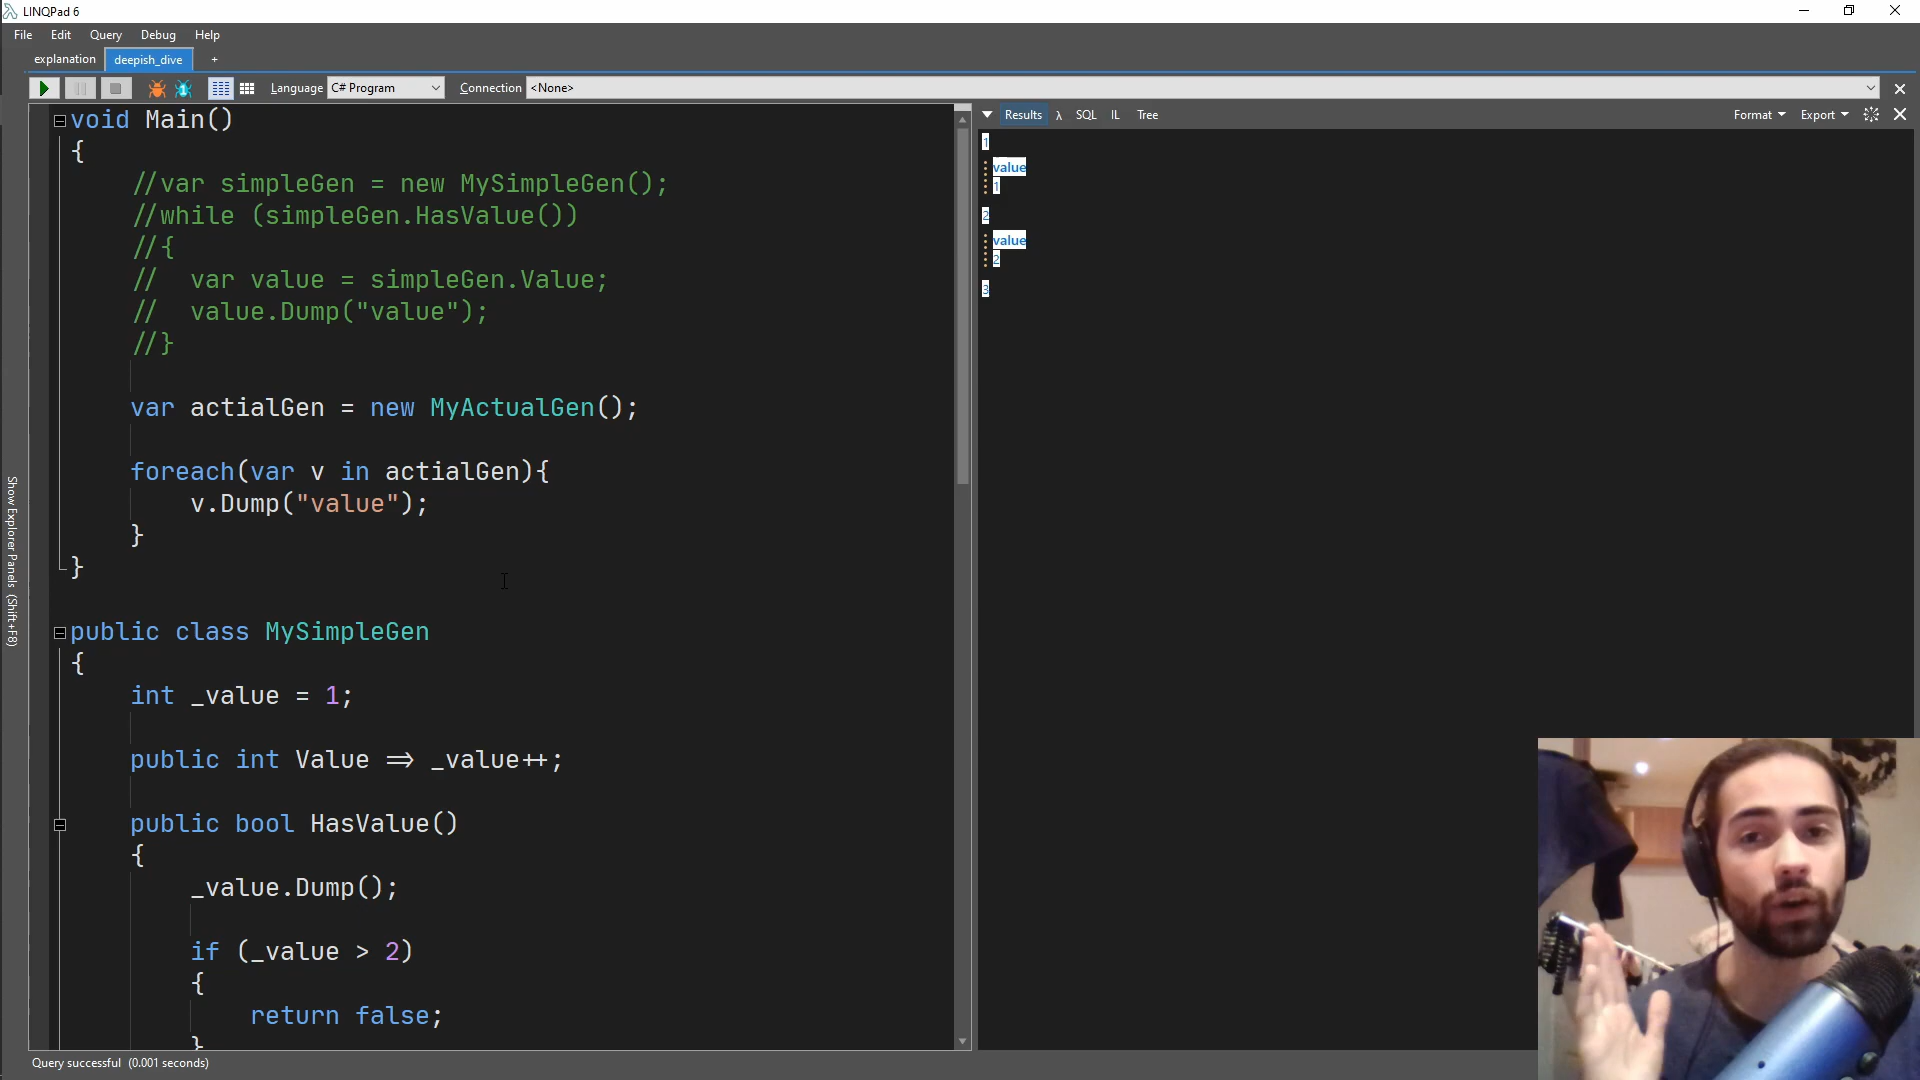 LINQPad 6
File Edit Query Debug Help
explanation deepish_dive +
Language C# Program Connection <None>
void Main()
{
//var simpleGen = new MySimpleGen();
//while (simpleGen.HasValue())
//{
// var value = simpleGen.Value;
// value.Dump("value");
//}
var actialGen = new MyActualGen();
foreach(var v in actialGen){
v.Dump("value");
}
}
public class MySimpleGen
{
int _value = 1;
public int Value => _value++;
public bool HasValue()
{
_value.Dump();
if (_value > 2)
{
return false;
}
Show Explorer Panels (Shift+F8)
Results λ SQL IL Tree Format Export
1
value
1
2
value
2
3
Query successful (0.001 seconds)